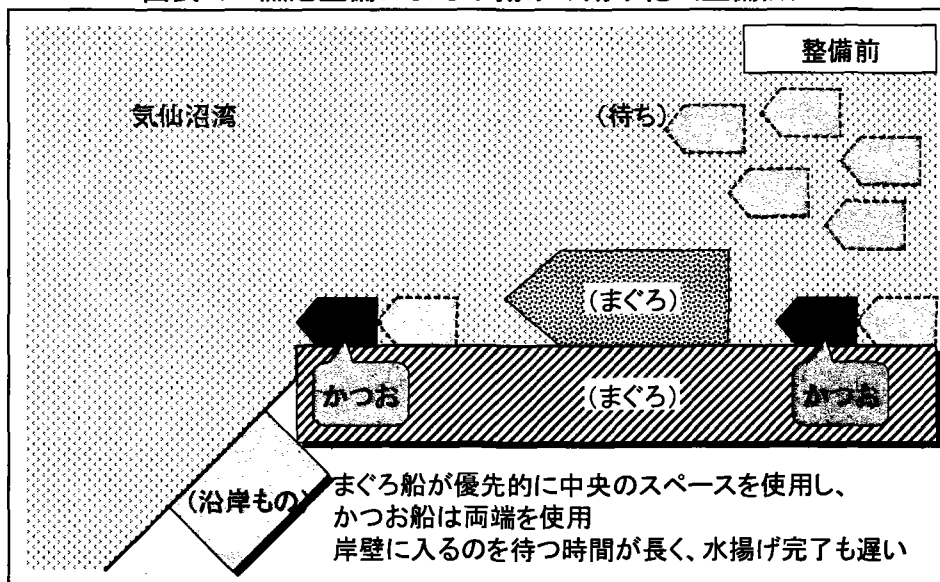 整備前
気仙沼湾
(待ち)
(まぐろ)
かつお
(まぐろ)
かつお
(沿岸もの)
まぐろ船が優先的に中央のスペースを使用し、
かつお船は両端を使用
岸壁に入るのを待つ時間が長く、水揚げ完了も遅い